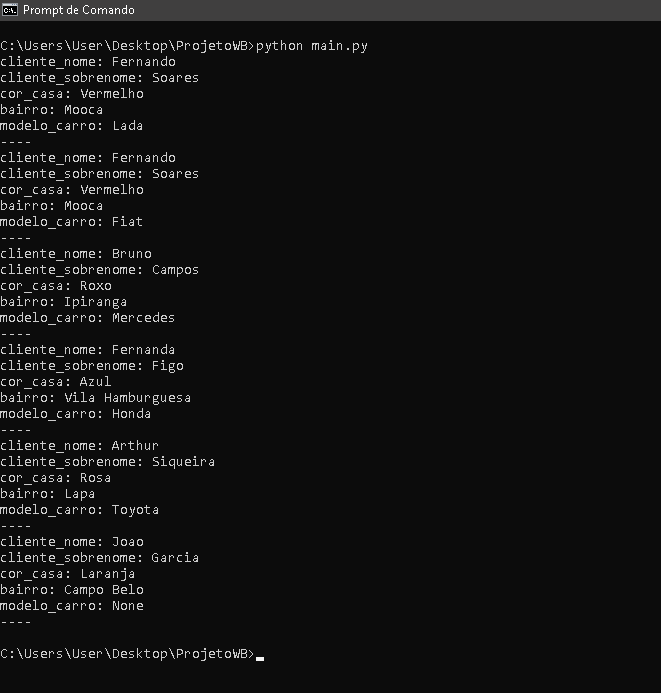 Prompt de Comando
C:\Users\User\Desktop\ProjetoWB>python main.py
cliente_nome: Fernando
cliente_sobrenome: Soares
cor_casa: Vermelho
bairro: Mooca
modelo_carro: Lada
----
cliente_nome: Fernando
cliente_sobrenome: Soares
cor_casa: Vermelho
bairro: Mooca
modelo_carro: Fiat
----
cliente_nome: Bruno
cliente_sobrenome: Campos
cor_casa: Roxo
bairro: Ipiranga
modelo_carro: Mercedes
----
cliente_nome: Fernanda
cliente_sobrenome: Figo
cor_casa: Azul
bairro: Vila Hamburguesa
modelo_carro: Honda
----
cliente_nome: Arthur
cliente_sobrenome: Siqueira
cor_casa: Rosa
bairro: Lapa
modelo_carro: Toyota
----
cliente_nome: Joao
cliente_sobrenome: Garcia
cor_casa: Laranja
bairro: Campo Belo
modelo_carro: None
----
C:\Users\User\Desktop\ProjetoWB>